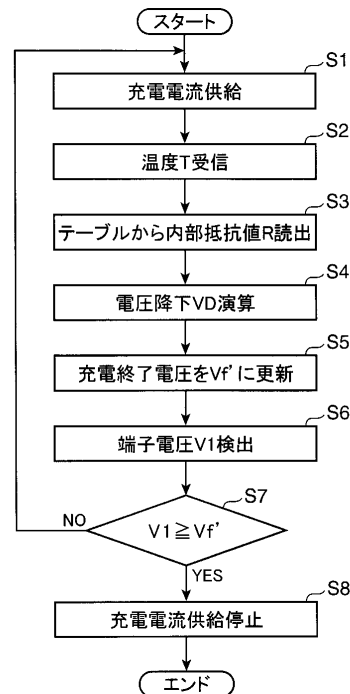 スタート
S1
充電電流供給
S2
温度T受信
S3
テーブルから内部抵抗値R読出
S4
電圧降下VD演算
S5
充電終了電圧をVf'に更新
S6
端子電圧V1検出
S7
V1≧Vf'
NO
YES
S8
充電電流供給停止
エンド